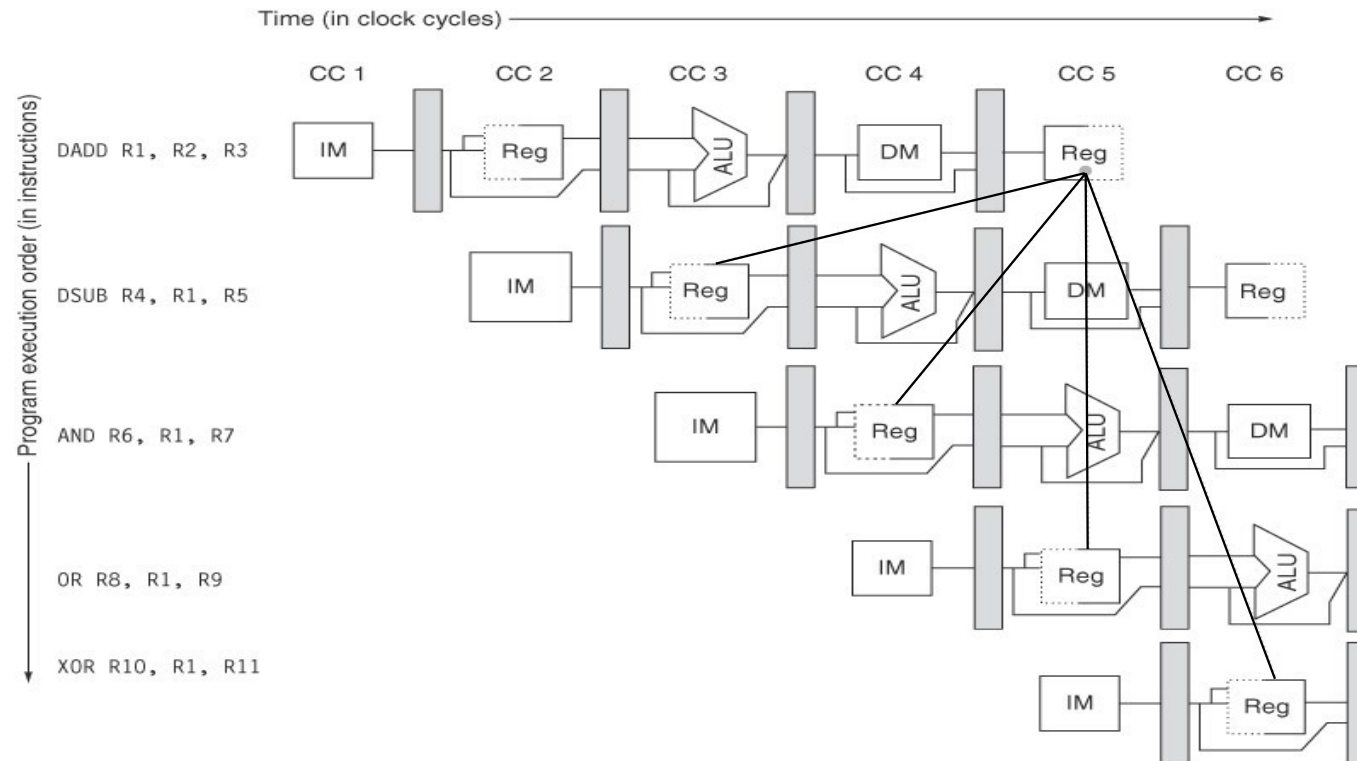 Time (in clock cycles)
CC 1 CC 2 CC 3 CC 4 CC 5 CC 6
Program execution order (in instructions)
DADD R1, R2, R3 IM Reg ALU DM Reg
DSUB R4, R1, R5 IM Reg ALU DM Reg
AND R6, R1, R7 IM Reg ALU DM
OR R8, R1, R9 IM Reg ALU
XOR R10, R1, R11 IM Reg